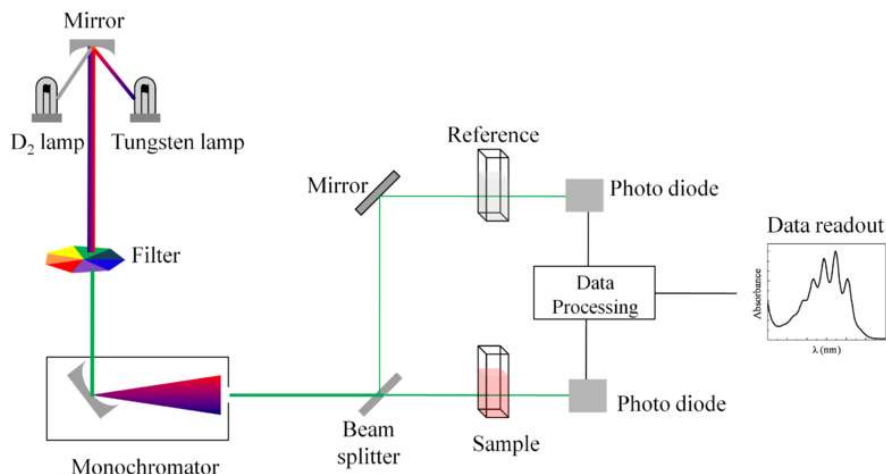 Mirror
D₂ lamp
Tungsten lamp
Filter
Monochromator
Mirror
Beam
splitter
Reference
Sample
Photo diode
Data
Processing
Photo diode
Data readout
Absorbance
λ (nm)